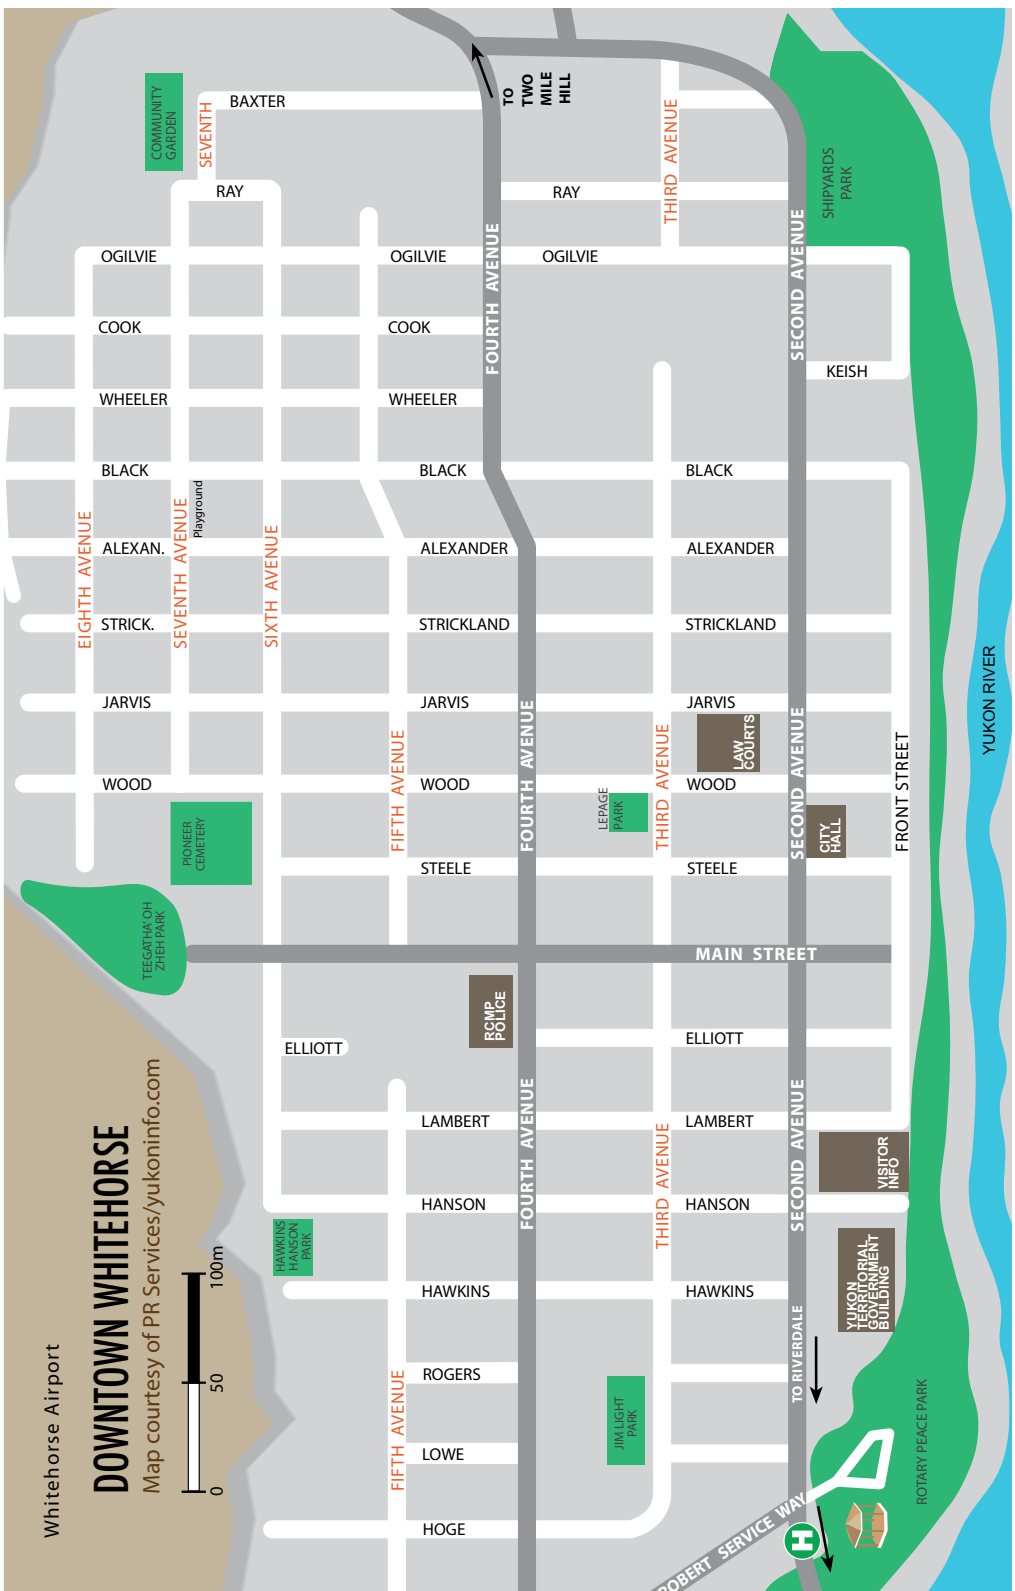 TO
TWO
MILE
HILL
COMMUNITY
GARDEN
SEVENTH
BAXTER
THIRD AVENUE
RAY
RAY
SHIPYARDS
PARK
OGILVIE
OGILVIE
OGILVIE
FOURTH AVENUE
SECOND AVENUE
COOK
COOK
KEISH
WHEELER
WHEELER
BLACK
BLACK
BLACK
Playground
EIGHTH AVENUE
SEVENTH AVENUE
SIXTH AVENUE
ALEXAN.
ALEXANDER
ALEXANDER
STRICK.
STRICKLAND
STRICKLAND
YUKON RIVER
JARVIS
JARVIS
JARVIS
LAW
COURTS
FIFTH AVENUE
FOURTH AVENUE
THIRD AVENUE
SECOND AVENUE
FRONT STREET
WOOD
WOOD
WOOD
LEPAGE
PARK
CITY
HALL
PIONEER
CEMETERY
STEELE
STEELE
TEEGATHA'OH
ZHEH PARK
MAIN STREET
RCMP
POLICE
ELLIOTT
ELLIOTT
LAMBERT
LAMBERT
FOURTH AVENUE
THIRD AVENUE
SECOND AVENUE
VISITOR
INFO
HANSON
HANSON
HAWKINS
HANSON
PARK
YUKON
TERRITORIAL
GOVERNMENT
BUILDING
HAWKINS
HAWKINS
TO RIVERDALE
ROGERS
FIFTH AVENUE
JIM LIGHT
PARK
ROTARY PEACE PARK
LOWE
HOGE
ROBERT SERVICE WAY
H
Whitehorse Airport
DOWNTOWN WHITEHORSE
Map courtesy of PR Services/yukoninfo.com
0 50 100m